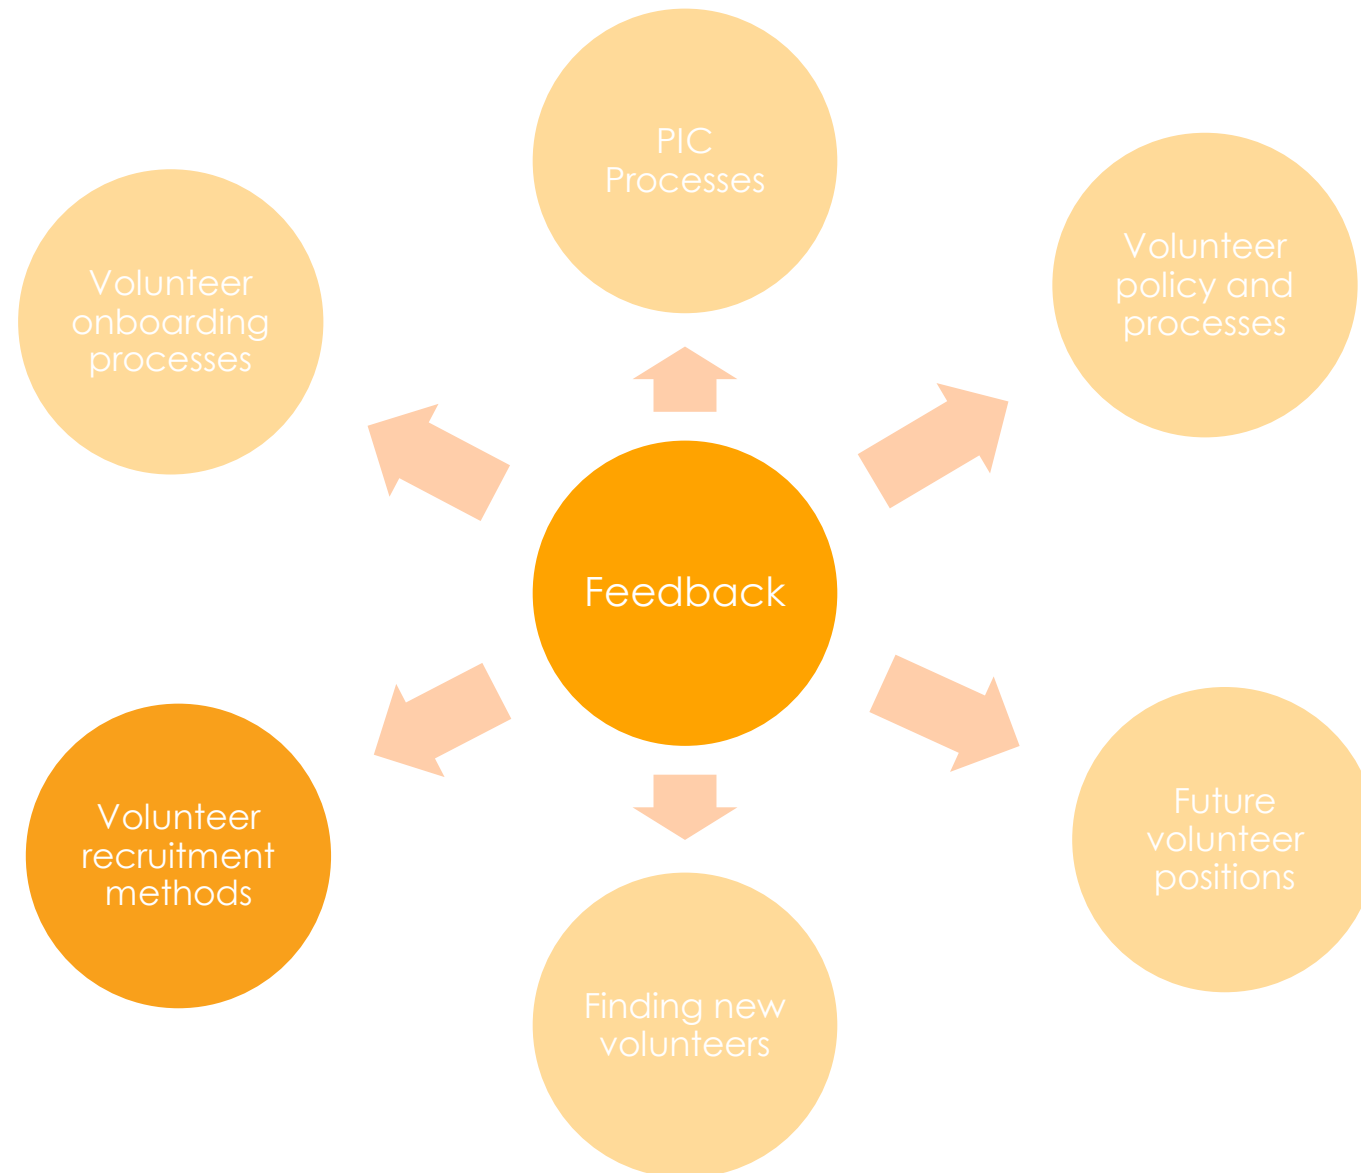 PIC
Processes
Volunteer
policy and
processes
Volunteer
onboarding
processes
Feedback
Future
volunteer
positions
Volunteer
recruitment
methods
Finding new
volunteers